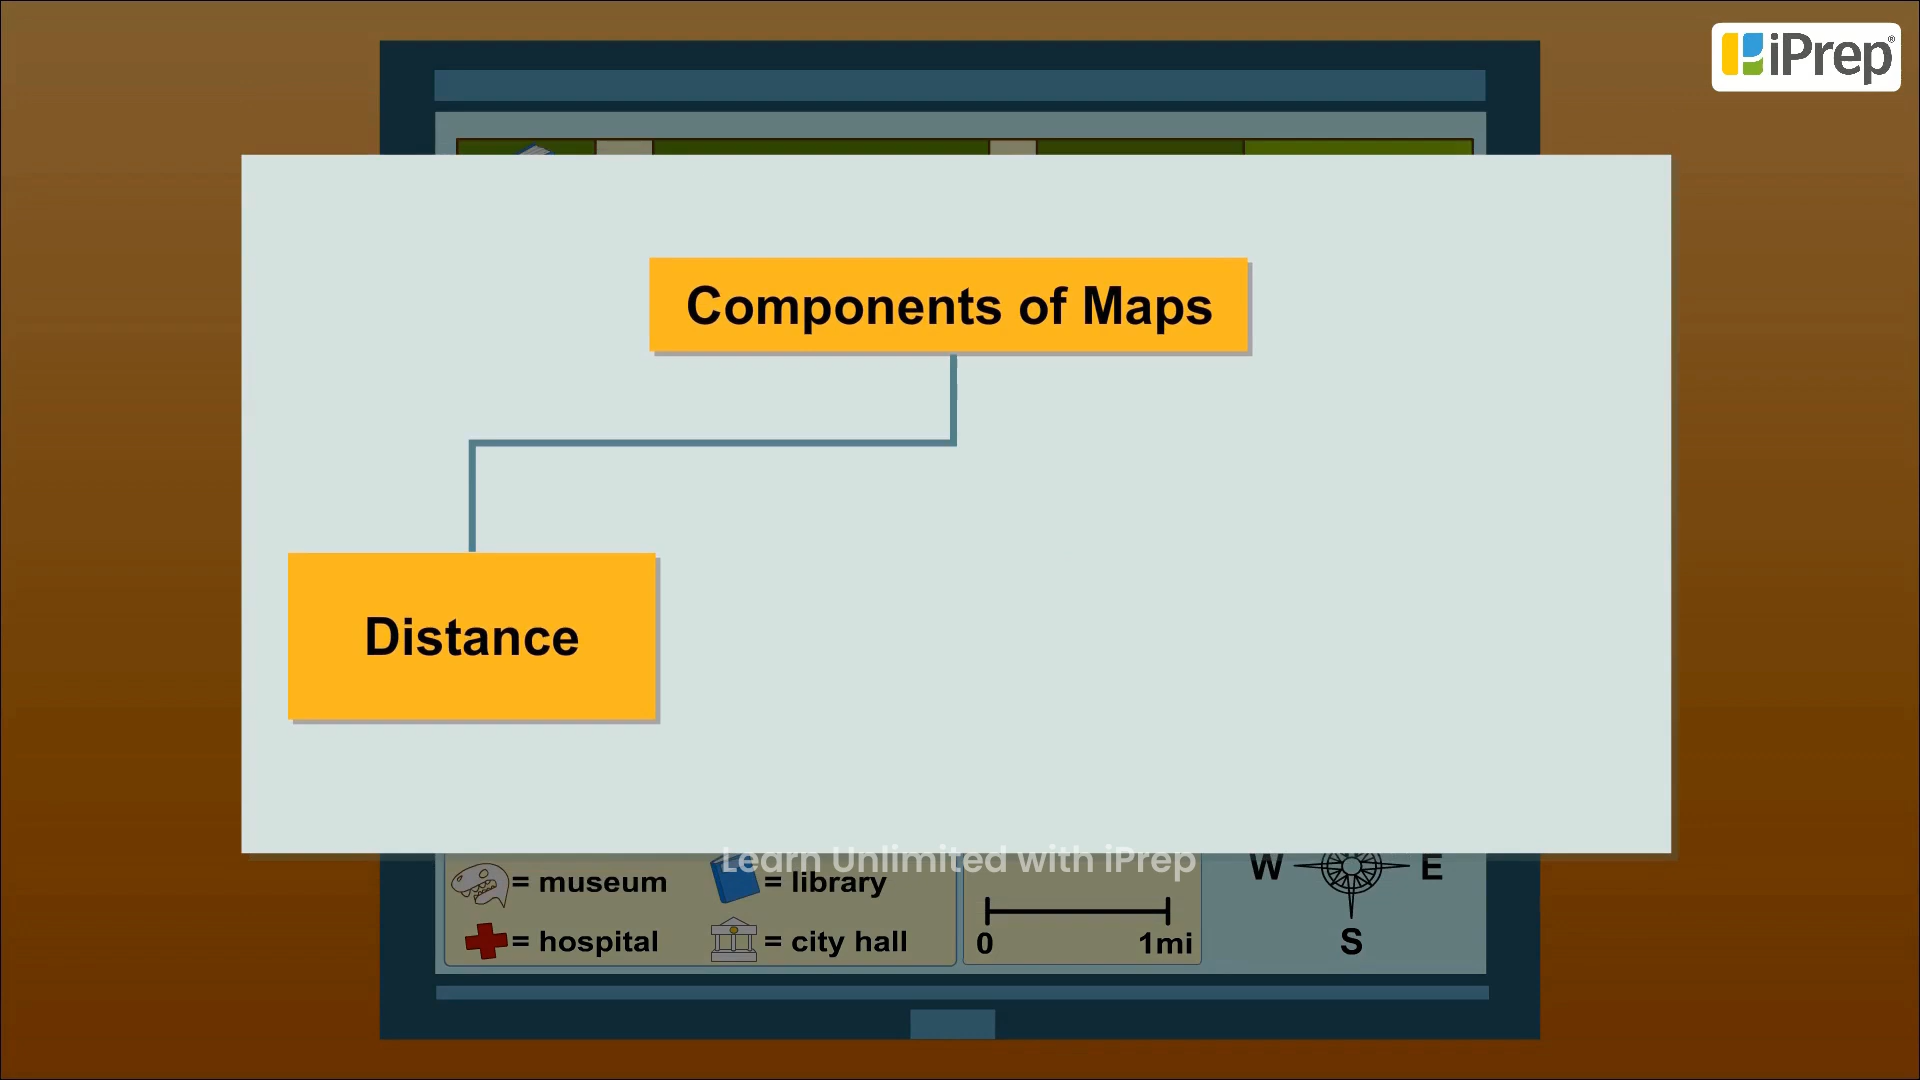 iPrep®
Components of Maps
Distance
Learn Unlimited with iPrep
= museum
= library
= hospital
= city hall
0
1mi
W
E
S